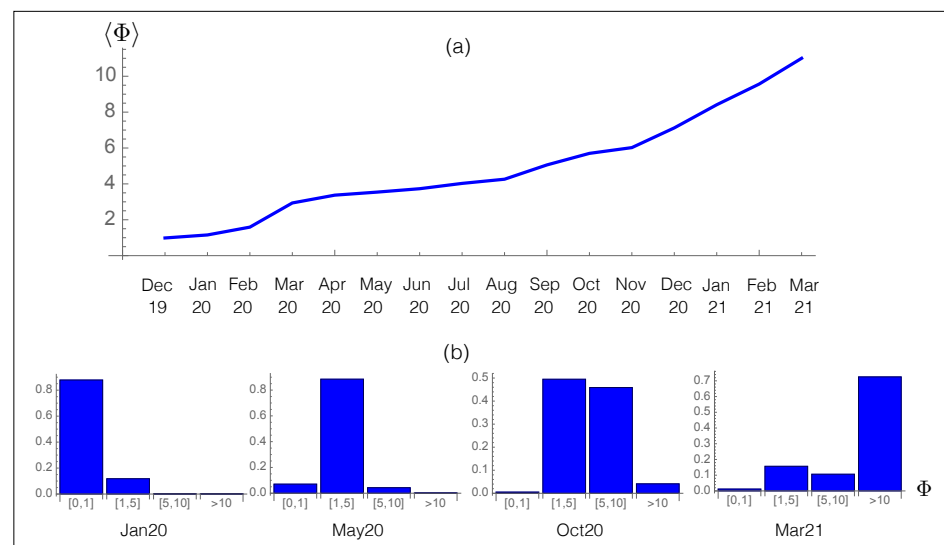 ⟨Φ⟩
(a)
10
8
6
4
2
Dec Jan Feb Mar Apr May Jun Jul Aug Sep Oct Nov Dec Jan Feb Mar
19 20 20 20 20 20 20 20 20 20 20 20 20 21 21 21
(b)
0.8
0.6
0.4
0.2
0.0
[0,1] [1,5] [5,10] >10
Jan20
0.8
0.6
0.4
0.2
0.0
[0,1] [1,5] [5,10] >10
May20
0.5
0.4
0.3
0.2
0.1
0.0
[0,1] [1,5] [5,10] >10
Oct20
0.7
0.6
0.5
0.4
0.3
0.2
0.1
0.0
[0,1] [1,5] [5,10] >10
Φ
Mar21